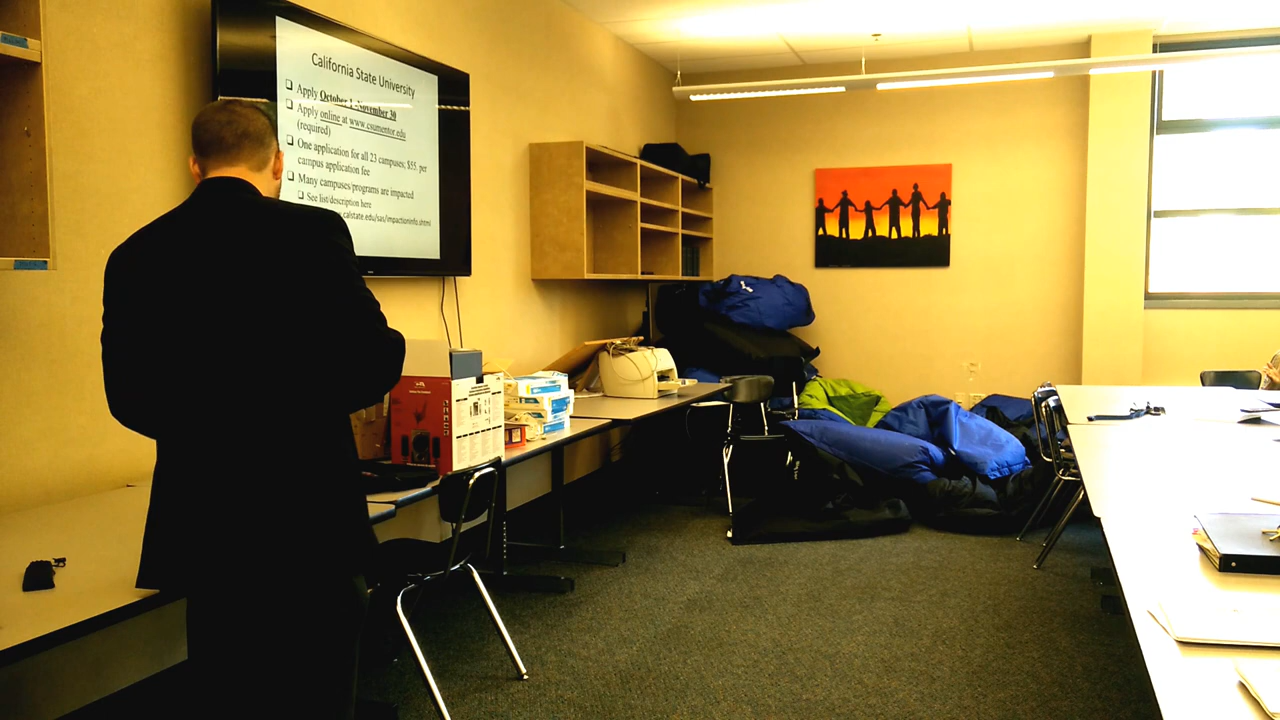 California State University
❑ Apply October 1-November 30
❑ Apply online at www.csumentor.edu
(required)
❑ One application for all 23 campuses; $55. per
campus application fee
❑ Many campuses/programs are impacted
❑ See list/description here
.calstate.edu/sas/impactioninfo.shtml